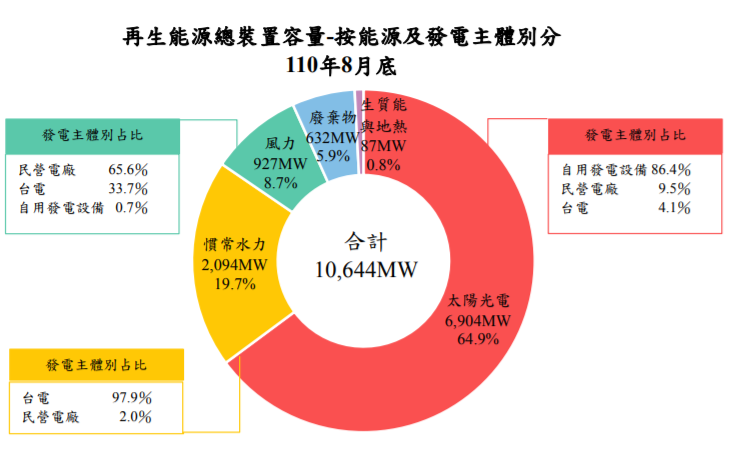 再生能源總裝置容量-按能源及發電主體別分
110年8月底
發電主體別占比
民營電廠 65.6%
台電 33.7%
自用發電設備 0.7%
風力
927MW
8.7%
廢棄物
632MW
5.9%
生質能
與地熱
87MW
0.8%
發電主體別占比
自用發電設備 86.4%
民營電廠 9.5%
台電 4.1%
慣常水力
2,094MW
19.7%
合計
10,644MW
太陽光電
6,904MW
64.9%
發電主體別占比
台電 97.9%
民營電廠 2.0%